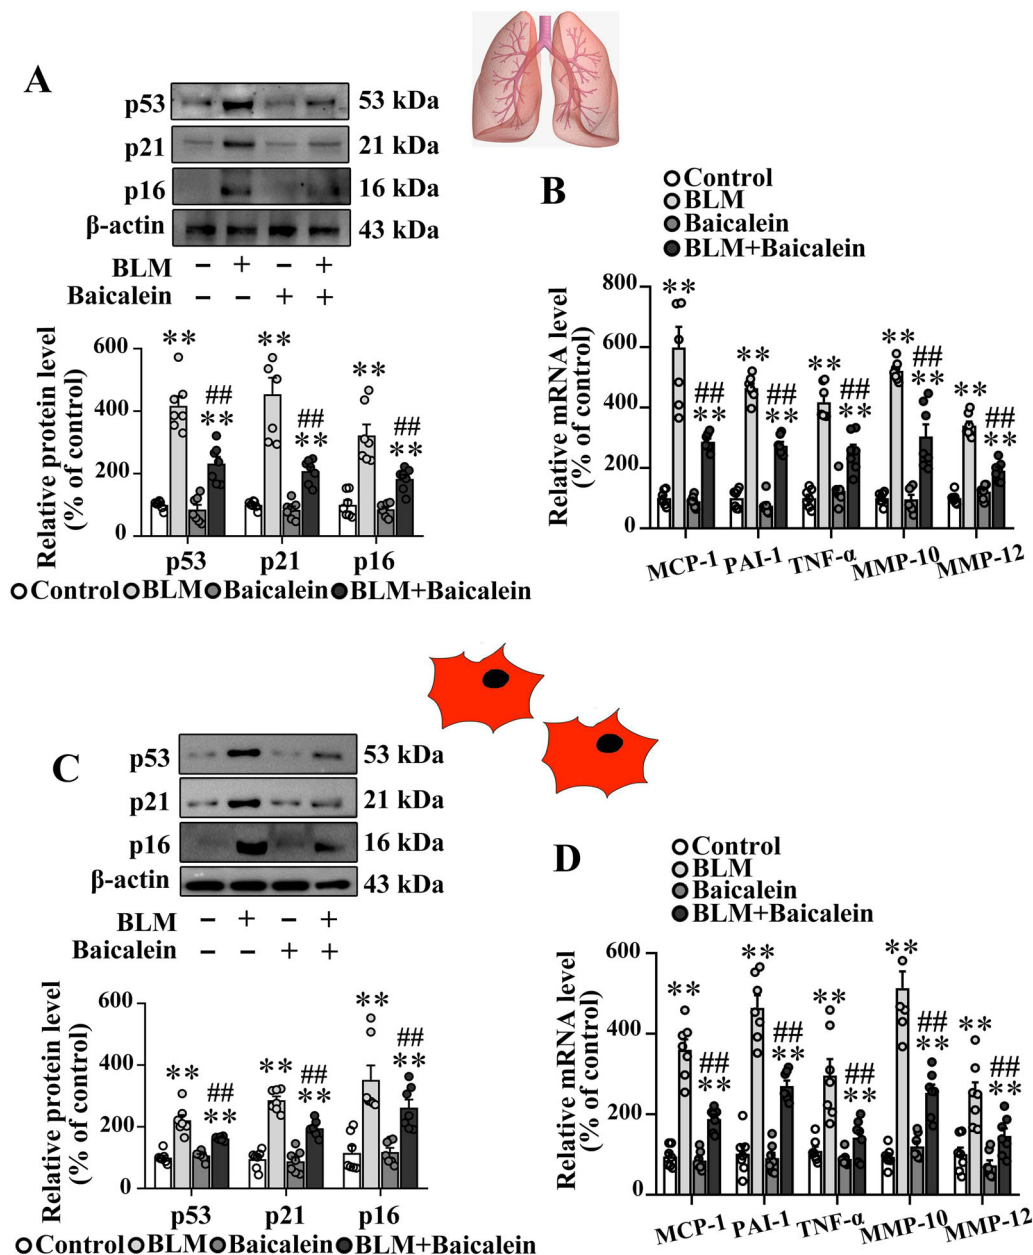 A
p53 53 kDa
p21 21 kDa
p16 16 kDa
β-actin 43 kDa
BLM − + − +
Baicalein − − + +
Relative protein level
(% of control)
600
400
200
0
** ## **
** ## **
** ## **
p53 p21 p16
Control BLM Baicalein BLM+Baicalein
B
Control
BLM
Baicalein
BLM+Baicalein
Relative mRNA level
(% of control)
800
600
400
200
0
** ## **
** ## **
** ## **
** ## **
** ## **
MCP-1 PAI-1 TNF-α MMP-10 MMP-12
C
p53 53 kDa
p21 21 kDa
p16 16 kDa
β-actin 43 kDa
BLM − + − +
Baicalein − − + +
Relative protein level
(% of control)
600
400
200
0
** ## **
** ## **
** ## **
p53 p21 p16
Control BLM Baicalein BLM+Baicalein
D
Control
BLM
Baicalein
BLM+Baicalein
Relative mRNA level
(% of control)
600
400
200
0
** ## **
** ## **
** ## **
** ## **
** ## **
MCP-1 PAI-1 TNF-α MMP-10 MMP-12